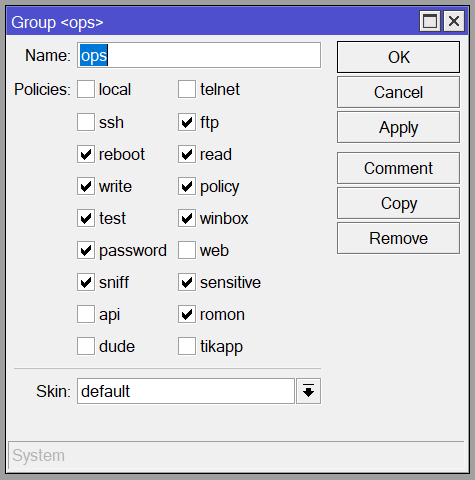 Group <ops>
Name: ops
OK
Policies: local telnet
Cancel
ssh ftp
Apply
reboot read
Comment
write policy
Copy
test winbox
Remove
password web
sniff sensitive
api romon
dude tikapp
Skin: default
System